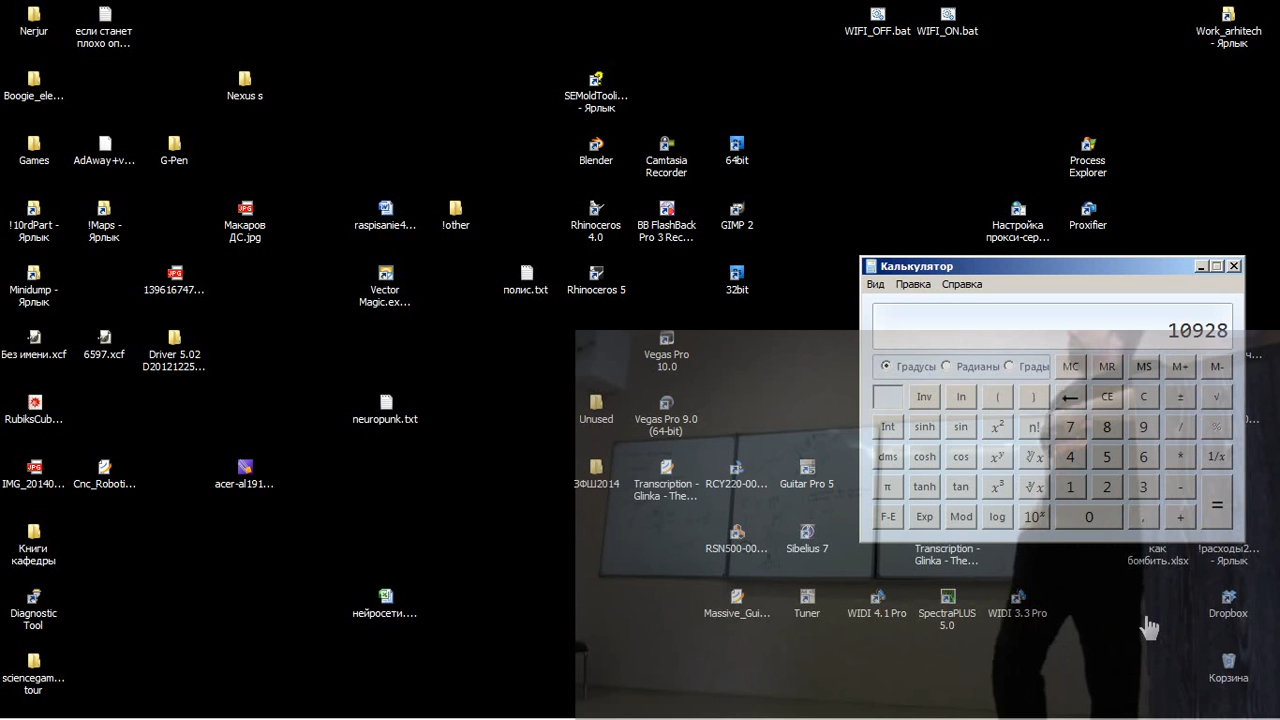 Nerjur
если станет
плохо оп...
WIFI_OFF.bat
WIFI_ON.bat
Work_arhitech
- Ярлык
Boogie_ele...
Nexus s
SEMoldTooli...
- Ярлык
Games
AdAway+v...
G-Pen
Blender
Camtasia
Recorder
64bit
Process
Explorer
!10rdPart -
Ярлык
!Maps -
Ярлык
Макаров
ДС.jpg
raspisanie4...
!other
Rhinoceros
4.0
BB FlashBack
Pro 3 Rec...
GIMP 2
Настройка
прокси-сер...
Proxifier
Minidump -
Ярлык
139616747...
Vector
Magic.ex...
полис.txt
Rhinoceros 5
32bit
Калькулятор
Вид Правка Справка
10928
Градусы Радианы Грады MC MR MS M+ M-
Inv ln ( ) ← CE C ± √
Int sinh sin x² n! 7 8 9 / %
dms cosh cos xʸ ʸ√x 4 5 6 * 1/x
π tanh tan x³ ³√x 1 2 3 - =
F-E Exp Mod log 10ˣ 0 , +
Без имени.xcf
6597.xcf
Driver 5.02
D20121225...
Vegas Pro
10.0
RubiksCub...
neuropunk.txt
Unused
Vegas Pro 9.0
(64-bit)
IMG_20140...
Cnc_Roboti...
acer-al191...
ЗФШ2014
Transcription -
Glinka - The...
RCY220-00...
Guitar Pro 5
Книги
кафедры
RSN500-00...
Sibelius 7
Transcription -
Glinka - The...
как
бомбить.xlsx
!расходы2...
- Ярлык
Diagnostic
Tool
нейросети....
Massive_Gui...
Tuner
WIDI 4.1 Pro
SpectraPLUS
5.0
WIDI 3.3 Pro
Dropbox
sciencegam...
tour
Корзина